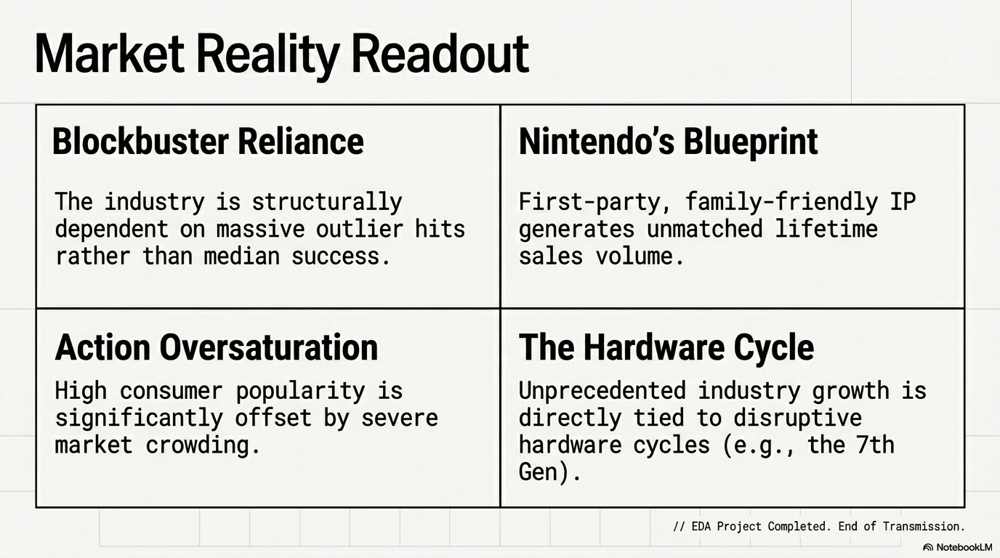 Market Reality Readout
Blockbuster Reliance
The industry is structurally
dependent on massive outlier hits
rather than median success.
Nintendo’s Blueprint
First-party, family-friendly IP
generates unmatched lifetime
sales volume.
Action Oversaturation
High consumer popularity is
significantly offset by severe
market crowding.
The Hardware Cycle
Unprecedented industry growth is
directly tied to disruptive
hardware cycles (e.g., the 7th
Gen).
// EDA Project Completed. End of Transmission.
NotebookLM